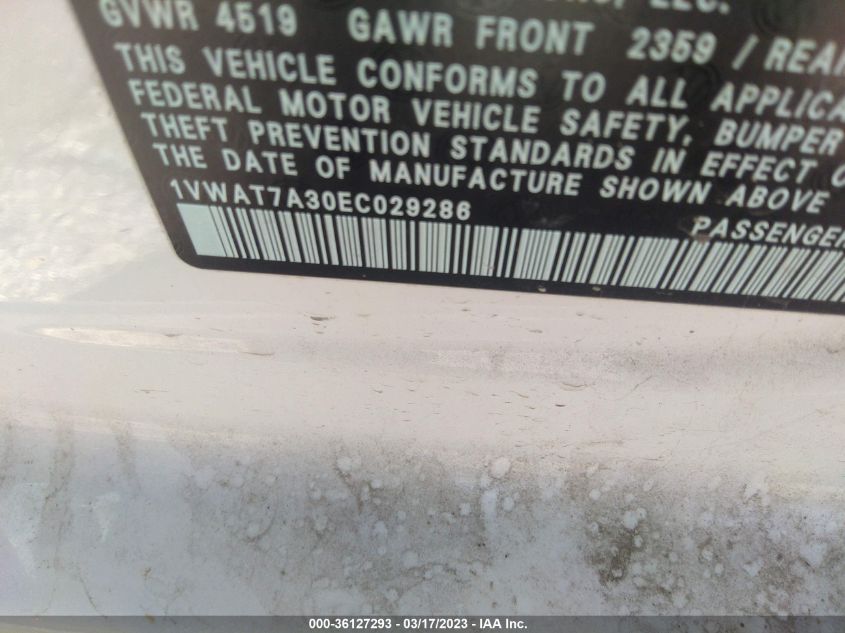 LLC.
GVWR 4519 GAWR FRONT 2359 / REAR
THIS VEHICLE CONFORMS TO ALL APPLICA
FEDERAL MOTOR VEHICLE SAFETY, BUMPER
THEFT PREVENTION STANDARDS IN EFFECT O
THE DATE OF MANUFACTURE SHOWN ABOVE
1VWAT7A30EC029286
PASSENGER
000-36127293 - 03/17/2023 - IAA Inc.